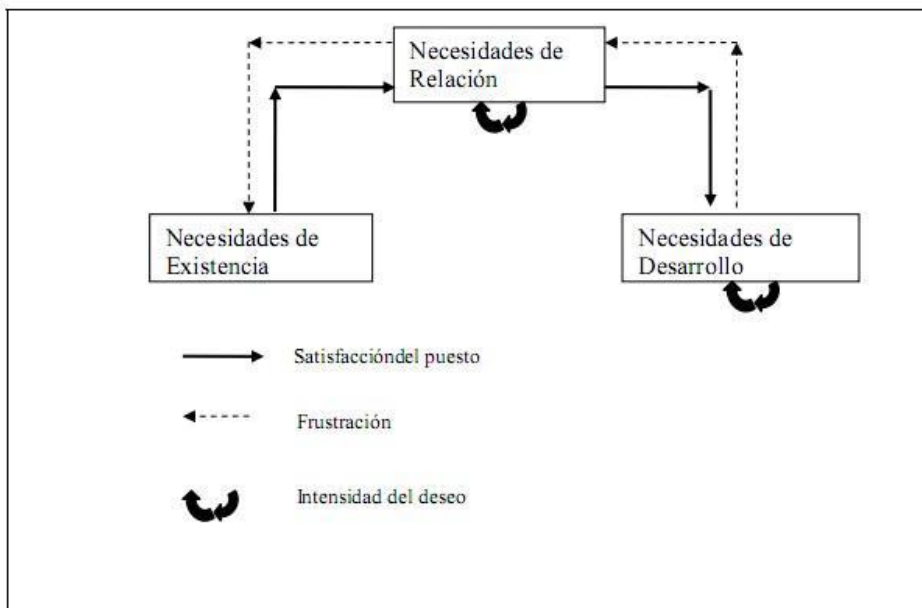 Necesidades de
Relación
Necesidades de
Existencia
Necesidades de
Desarrollo
Satisfaccióndel puesto
Frustración
Intensidad del deseo